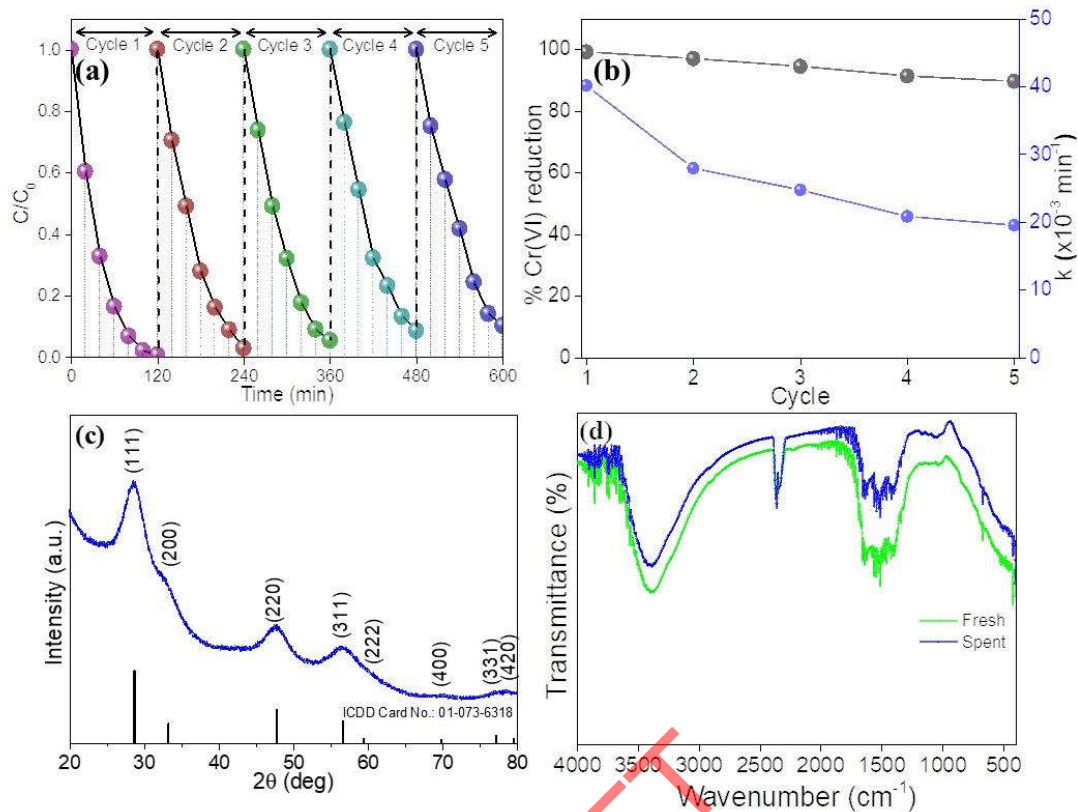 Cycle 1 Cycle 2 Cycle 3 Cycle 4 Cycle 5
(a)
1.0
0.8
0.6
0.4
0.2
0.0
C/C0
0 120 240 360 480 600
Time (min)
(b)
100
80
60
40
20
0
% Cr(VI) reduction
50
40
30
20
10
0
k (x10-3 min-1)
1 2 3 4 5
Cycle
(c)
(111)
(200)
(220)
(311)
(222)
(400)
(331)
(420)
ICDD Card No.: 01-073-6318
Intensity (a.u.)
20 30 40 50 60 70 80
2θ (deg)
(d)
Transmittance (%)
Fresh
Spent
4000 3500 3000 2500 2000 1500 1000 500
Wavenumber (cm-1)